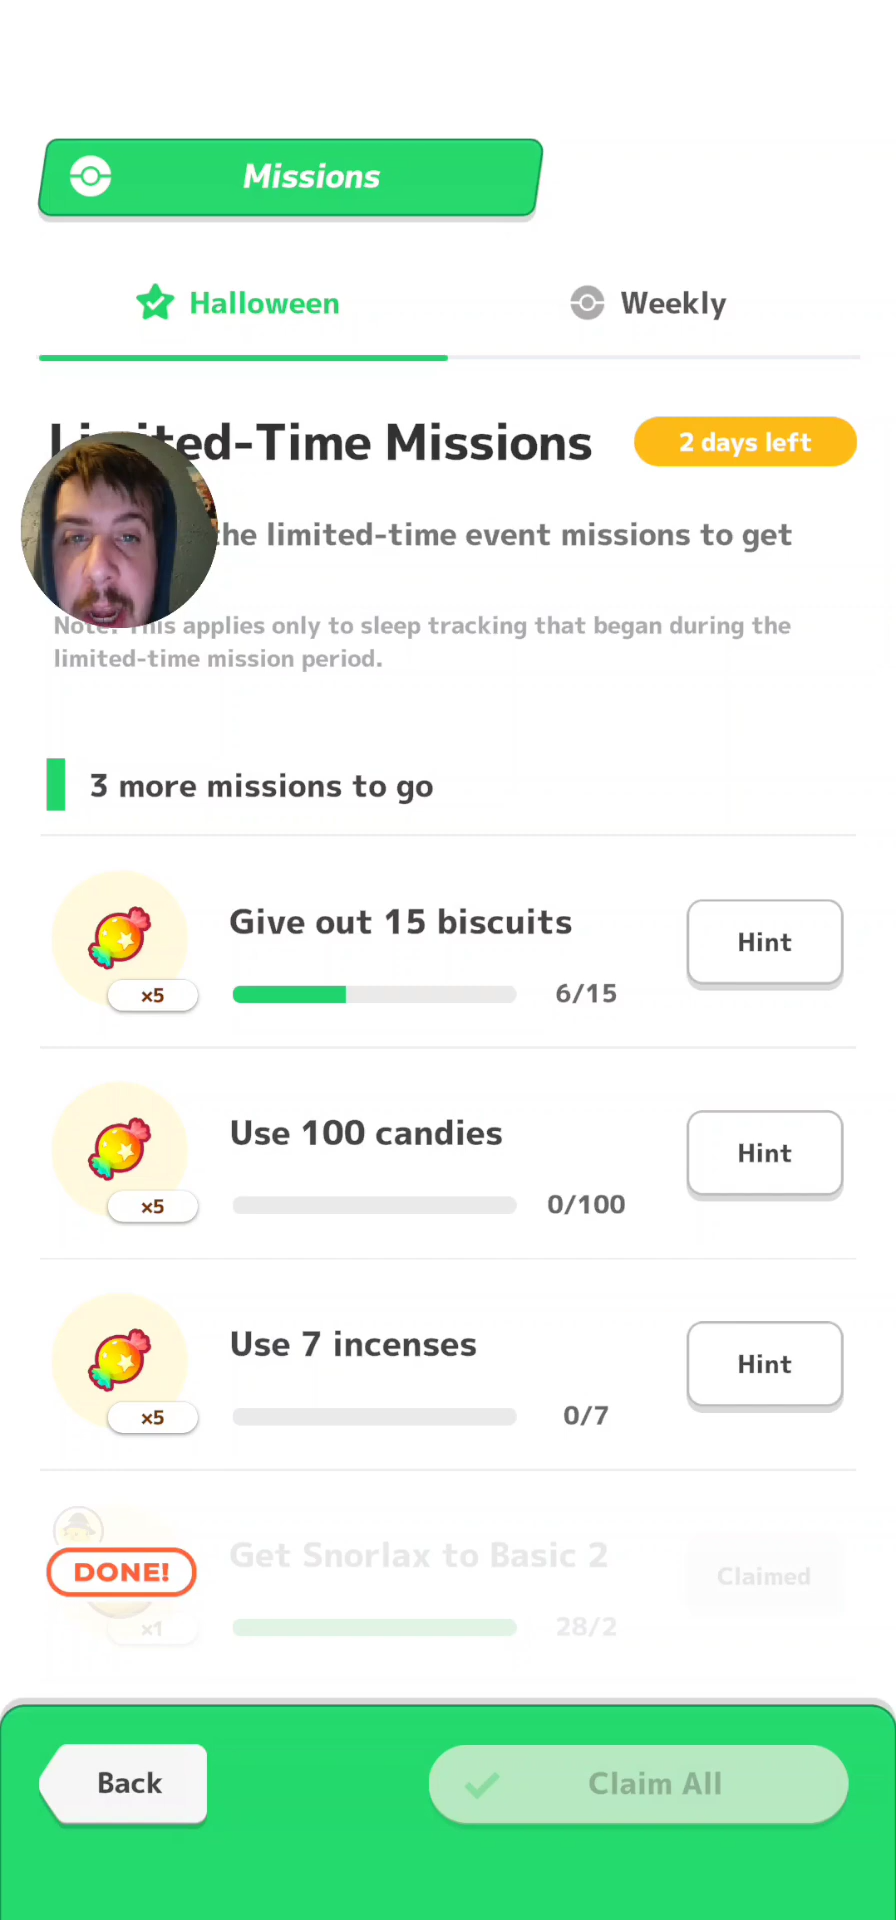 Missions
Halloween
Weekly
Limited-Time Missions
2 days left
the limited-time event missions to get
Note: This applies only to sleep tracking that began during the
limited-time mission period.
3 more missions to go
Give out 15 biscuits
Hint
×5
6/15
Use 100 candies
Hint
×5
0/100
Use 7 incenses
Hint
×5
0/7
Get Snorlax to Basic 2
DONE!
Claimed
×1
28/2
Back
Claim All